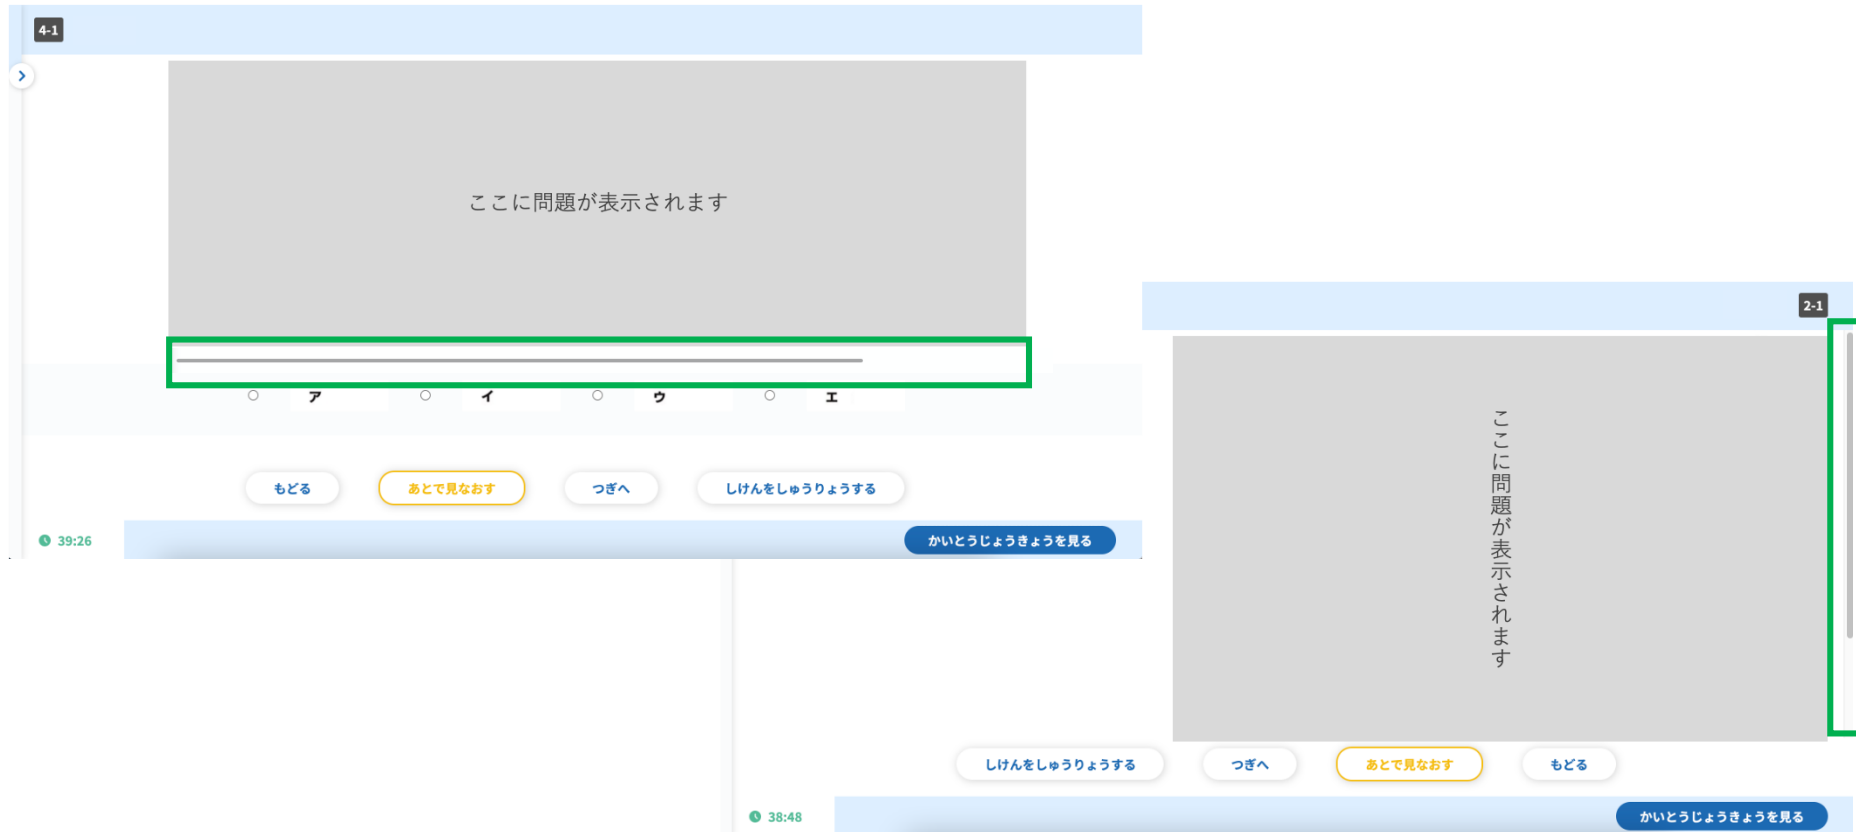 4-1
ここに問題が表示されます
ア
イ
ウ
エ
もどる
あとで見なおす
つぎへ
しけんをしゅうりょうする
39:26
かいとうじょうきょうを見る
2-1
ここに問題が表示されます
しけんをしゅうりょうする
つぎへ
あとで見なおす
もどる
38:48
かいとうじょうきょうを見る